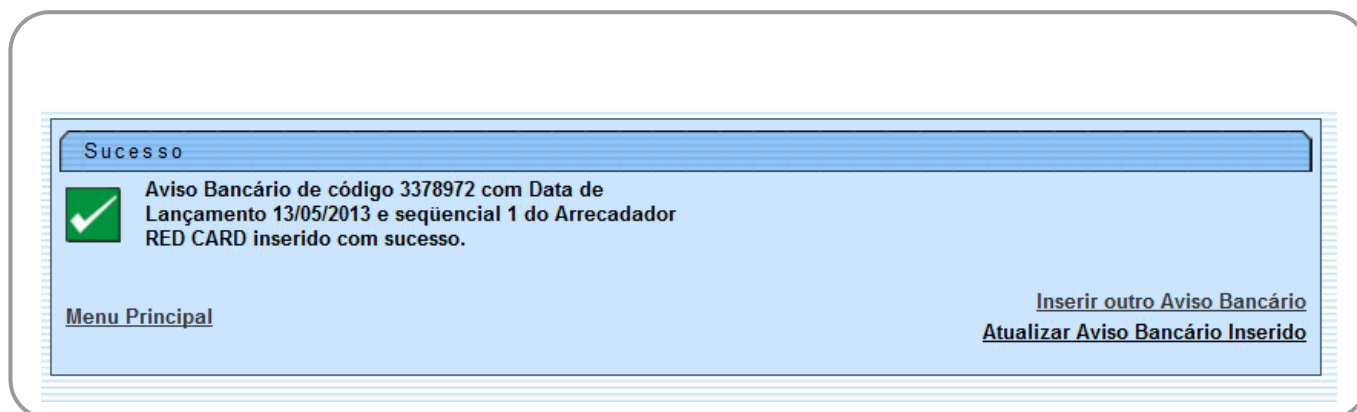 Sucesso
Aviso Bancário de código 3378972 com Data de
Lançamento 13/05/2013 e seqüencial 1 do Arrecadador
RED CARD inserido com sucesso.
Menu Principal
Inserir outro Aviso Bancário
Atualizar Aviso Bancário Inserido